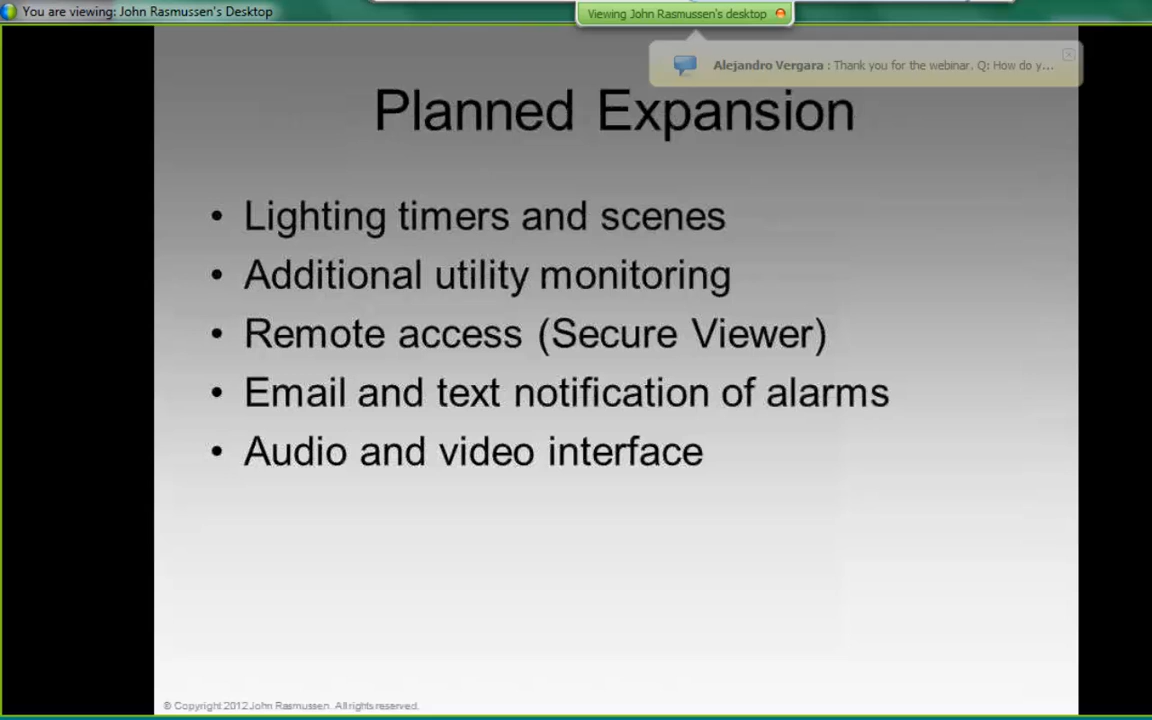 You are viewing: John Rasmussen's Desktop
Viewing John Rasmussen's desktop
Alejandro Vergara : Thank you for the webinar. Q: How do y...
Planned Expansion
• Lighting timers and scenes
• Additional utility monitoring
• Remote access (Secure Viewer)
• Email and text notification of alarms
• Audio and video interface
© Copyright 2012 John Rasmussen. All rights reserved.